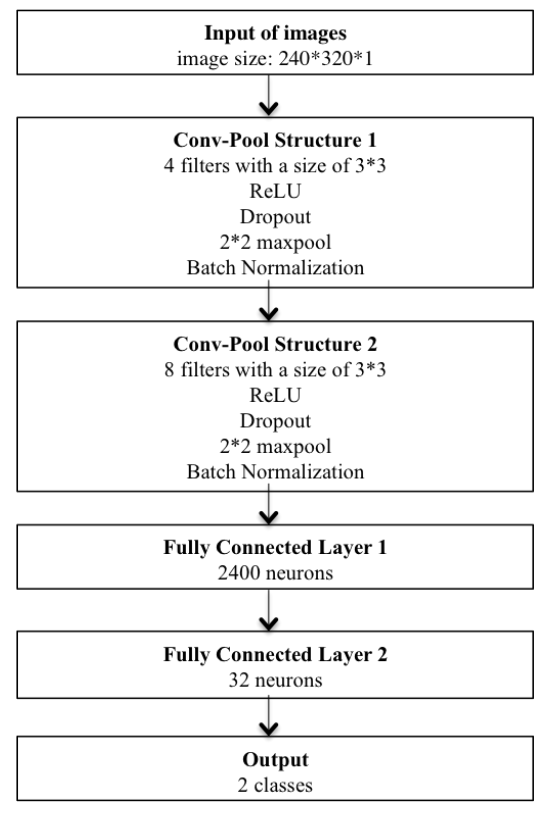 Input of images
image size: 240*320*1
Conv-Pool Structure 1
4 filters with a size of 3*3
ReLU
Dropout
2*2 maxpool
Batch Normalization
Conv-Pool Structure 2
8 filters with a size of 3*3
ReLU
Dropout
2*2 maxpool
Batch Normalization
Fully Connected Layer 1
2400 neurons
Fully Connected Layer 2
32 neurons
Output
2 classes